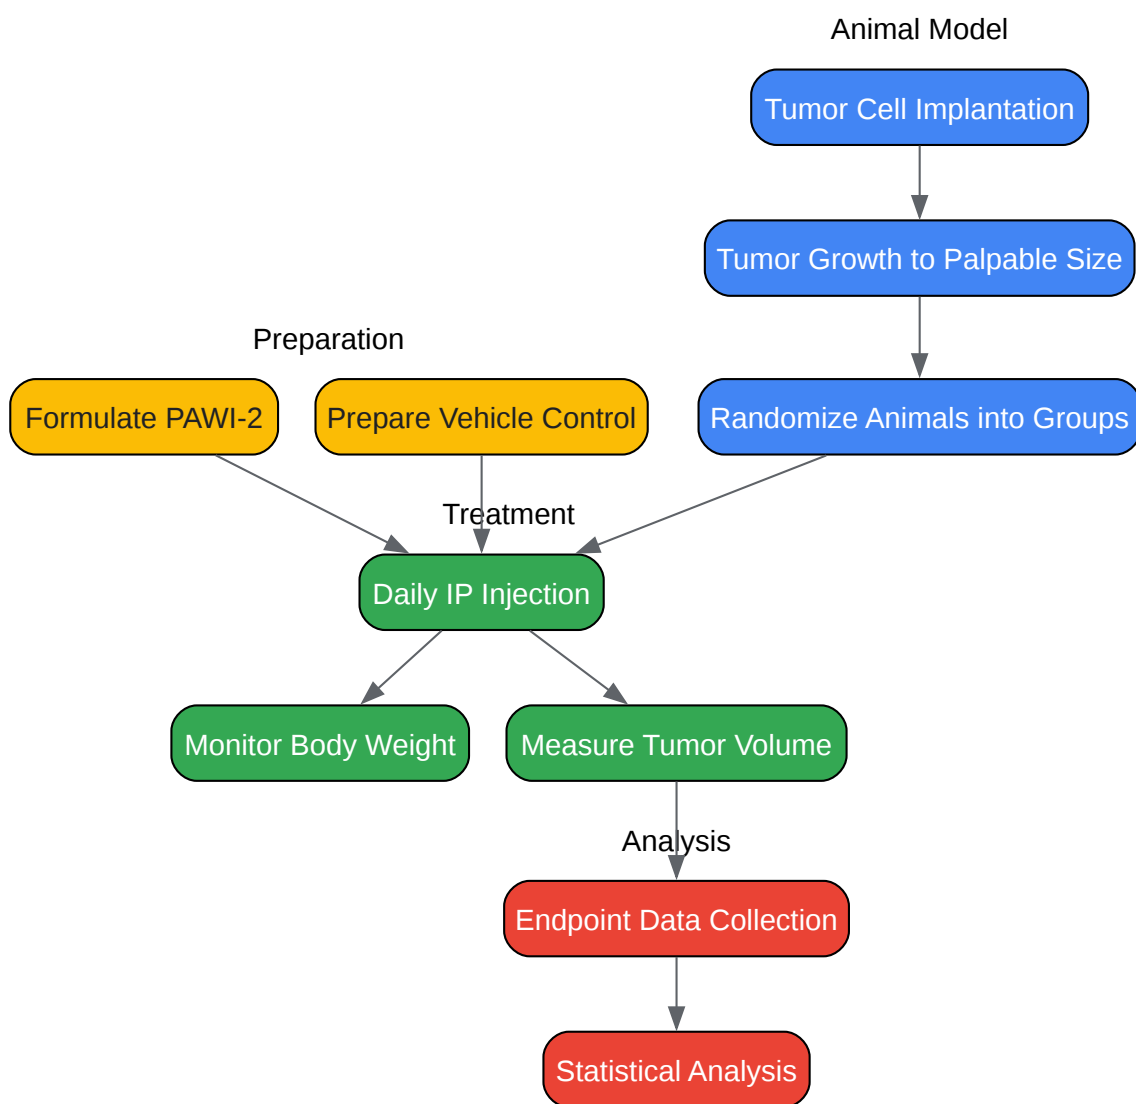 Animal Model
Tumor Cell Implantation
Tumor Growth to Palpable Size
Preparation
Formulate PAWI-2
Prepare Vehicle Control
Randomize Animals into Groups
Treatment
Daily IP Injection
Monitor Body Weight
Measure Tumor Volume
Analysis
Endpoint Data Collection
Statistical Analysis